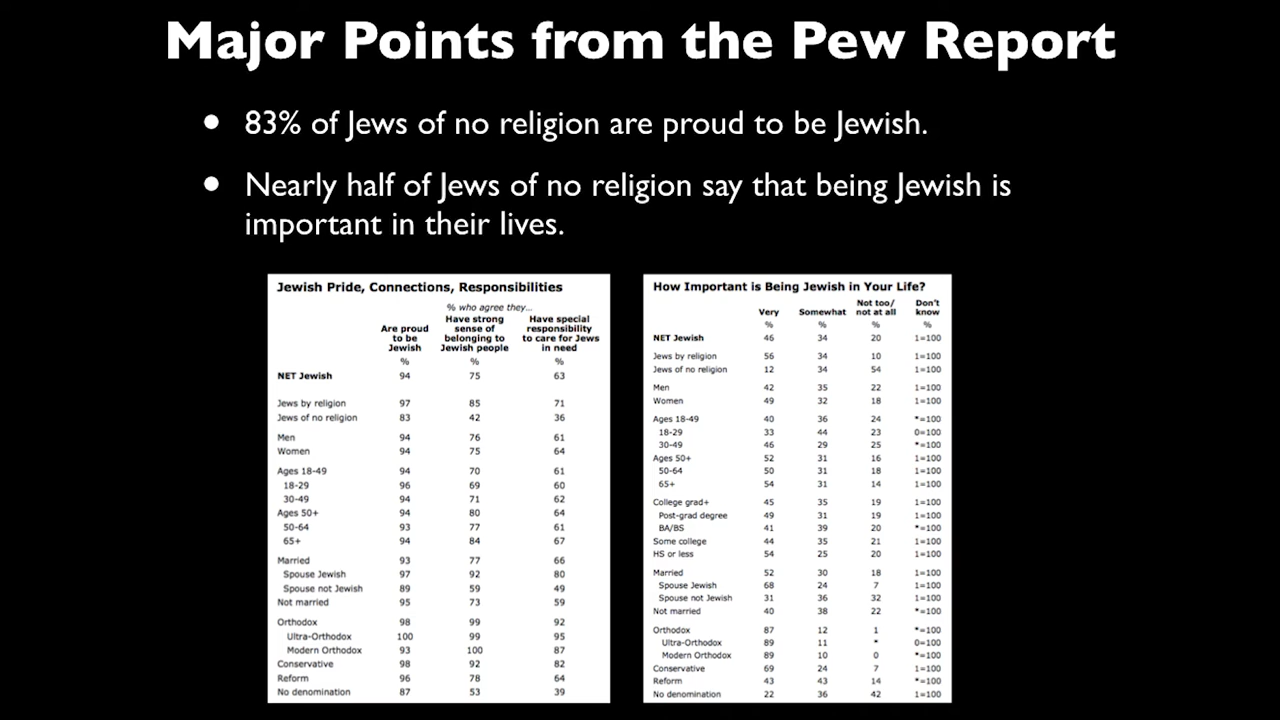 Major Points from the Pew Report
• 83% of Jews of no religion are proud to be Jewish.
• Nearly half of Jews of no religion say that being Jewish is
important in their lives.
Jewish Pride, Connections, Responsibilities
% who agree they...
Are proud to be Jewish Have strong sense of belonging to Jewish people Have special responsibility to care for Jews in need
% % %
NET Jewish 94 75 63
Jews by religion 97 85 71
Jews of no religion 83 42 36
Men 94 76 61
Women 94 75 64
Ages 18-49 94 70 61
18-29 96 69 60
30-49 94 71 62
Ages 50+ 94 80 64
50-64 93 77 61
65+ 94 84 67
Married 93 77 66
Spouse Jewish 97 92 80
Spouse not Jewish 89 59 49
Not married 95 73 59
Orthodox 98 99 92
Ultra-Orthodox 100 99 95
Modern Orthodox 93 100 87
Conservative 98 92 82
Reform 96 78 64
No denomination 87 53 39
How Important is Being Jewish in Your Life?
Very Somewhat Not too/ not at all Don't know
% % % %
NET Jewish 46 34 20 1=100
Jews by religion 56 34 10 1=100
Jews of no religion 12 34 54 1=100
Men 42 35 22 1=100
Women 49 32 18 1=100
Ages 18-49 40 36 24 *=100
18-29 33 44 23 0=100
30-49 46 29 25 *=100
Ages 50+ 52 31 16 1=100
50-64 50 31 18 1=100
65+ 54 31 14 1=100
College grad+ 45 35 19 1=100
Post-grad degree 49 31 19 1=100
BA/BS 41 39 20 *=100
Some college 44 35 21 1=100
HS or less 54 25 20 1=100
Married 52 30 18 1=100
Spouse Jewish 68 24 7 1=100
Spouse not Jewish 31 36 32 1=100
Not married 40 38 22 *=100
Orthodox 87 12 1 *=100
Ultra-Orthodox 89 11 * 0=100
Modern Orthodox 89 10 0 *=100
Conservative 69 24 7 1=100
Reform 43 43 14 *=100
No denomination 22 36 42 1=100